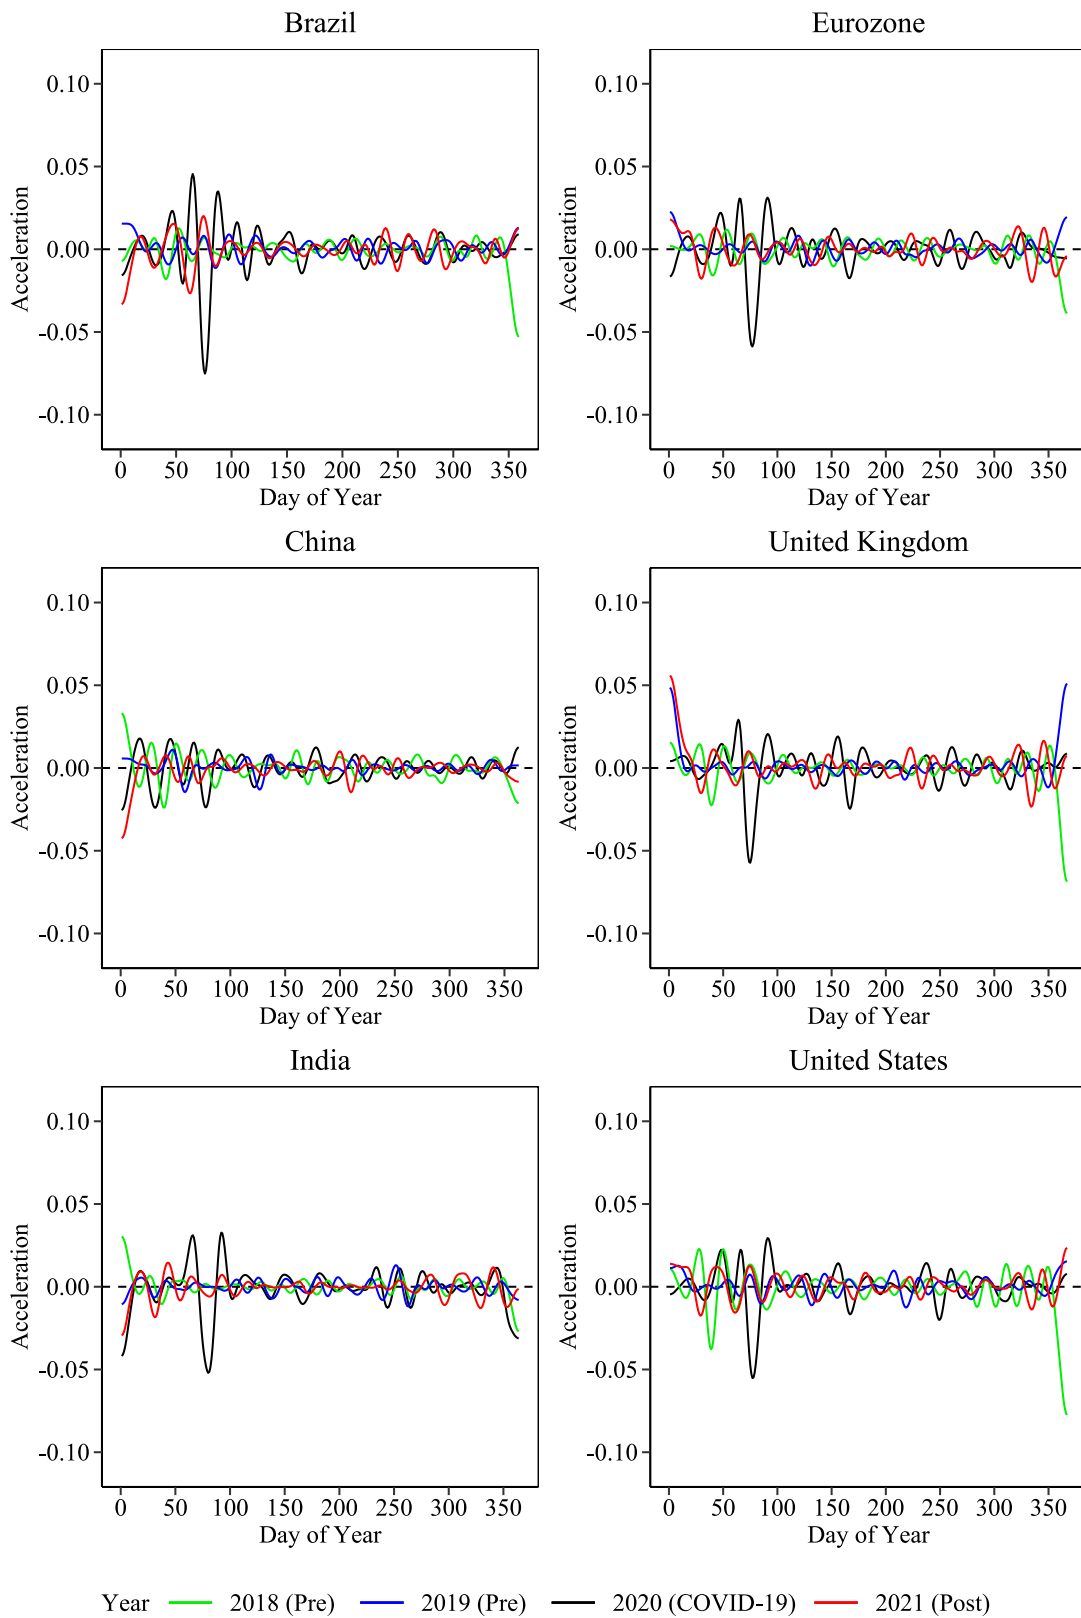 Brazil
Acceleration
0.10
0.05
0.00
-0.05
-0.10
0 50 100 150 200 250 300 350
Day of Year
Eurozone
Acceleration
0.10
0.05
0.00
-0.05
-0.10
0 50 100 150 200 250 300 350
Day of Year
China
Acceleration
0.10
0.05
0.00
-0.05
-0.10
0 50 100 150 200 250 300 350
Day of Year
United Kingdom
Acceleration
0.10
0.05
0.00
-0.05
-0.10
0 50 100 150 200 250 300 350
Day of Year
India
Acceleration
0.10
0.05
0.00
-0.05
-0.10
0 50 100 150 200 250 300 350
Day of Year
United States
Acceleration
0.10
0.05
0.00
-0.05
-0.10
0 50 100 150 200 250 300 350
Day of Year
Year 2018 (Pre) 2019 (Pre) 2020 (COVID-19) 2021 (Post)